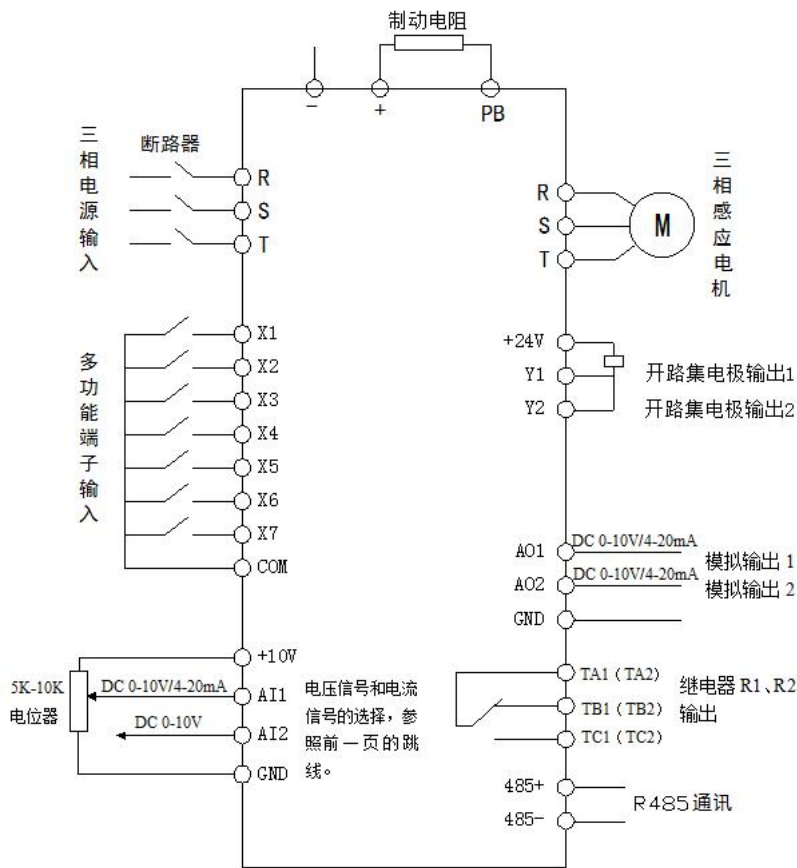 制动电阻
-
+
PB
三相电源输入
断路器
R
S
T
R
S
T
M
三相感应电机
多功能端子输入
X1
X2
X3
X4
X5
X6
X7
COM
+24V
Y1
Y2
开路集电极输出1
开路集电极输出2
AO1
DC 0-10V/4-20mA
模拟输出 1
AO2
DC 0-10V/4-20mA
模拟输出 2
GND
5K-10K
电位器
+10V
DC 0-10V/4-20mA
AI1
DC 0-10V
AI2
GND
电压信号和电流
信号的选择，参
照前一页的跳
线。
TA1（TA2）
TB1（TB2）
TC1（TC2）
继电器 R1、R2
输出
485+
485-
R485通讯